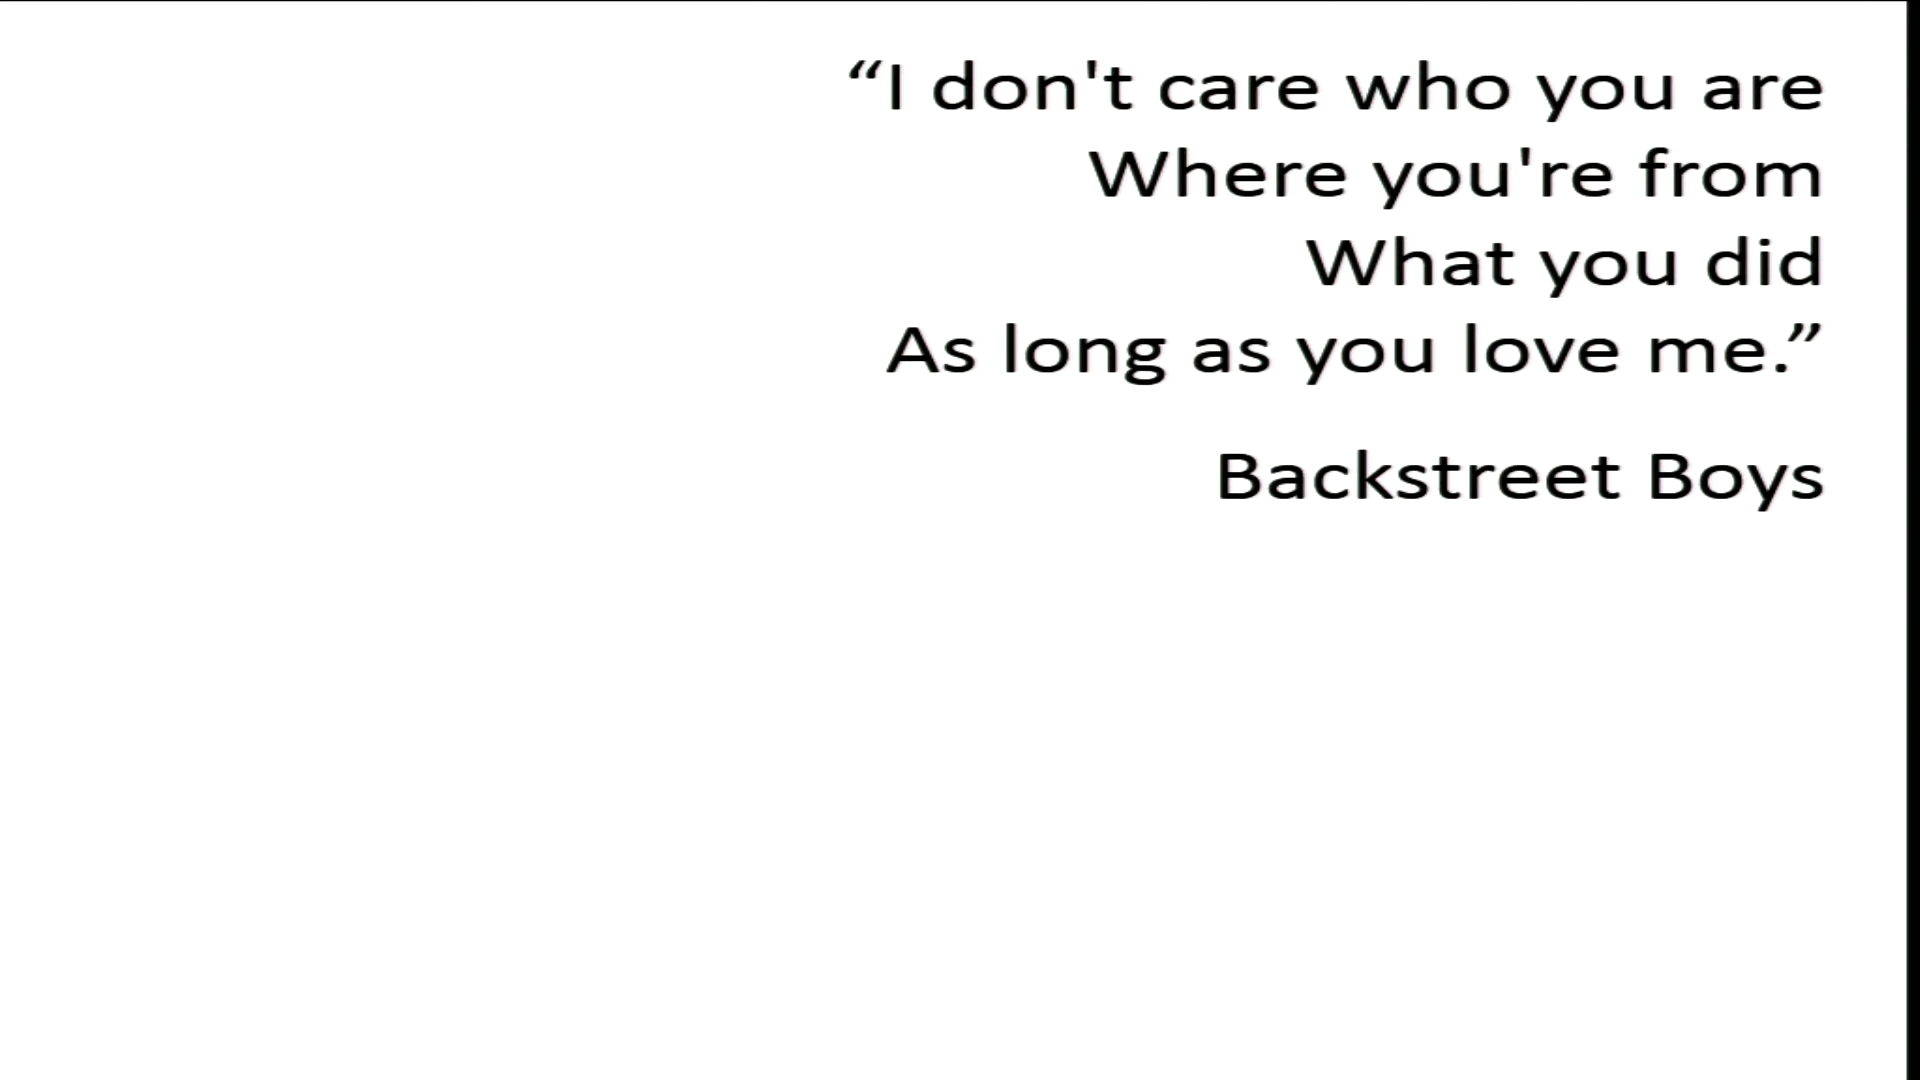 “I don't care who you are
Where you're from
What you did
As long as you love me.”
Backstreet Boys